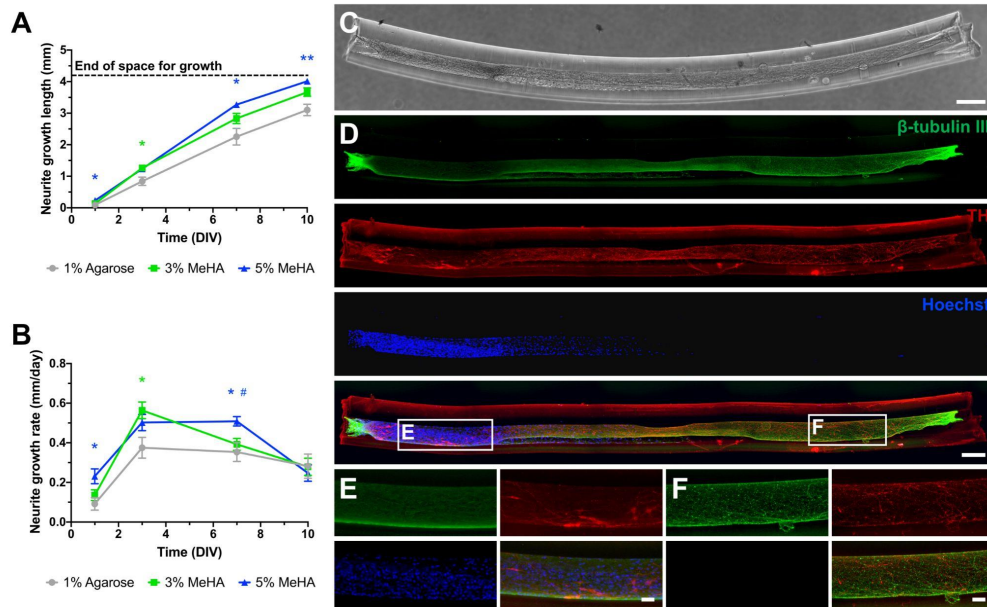 A
Neurite growth length (mm)
5
4
3
2
1
0
End of space for growth
*
*
*
**
0 2 4 6 8 10
Time (DIV)
1% Agarose 3% MeHA 5% MeHA
B
Neurite growth rate (mm/day)
0.8
0.6
0.4
0.2
0.0
*
*
* #
0 2 4 6 8 10
Time (DIV)
1% Agarose 3% MeHA 5% MeHA
C
D
β-tubulin III
TH
Hoechst
E
F
E
F